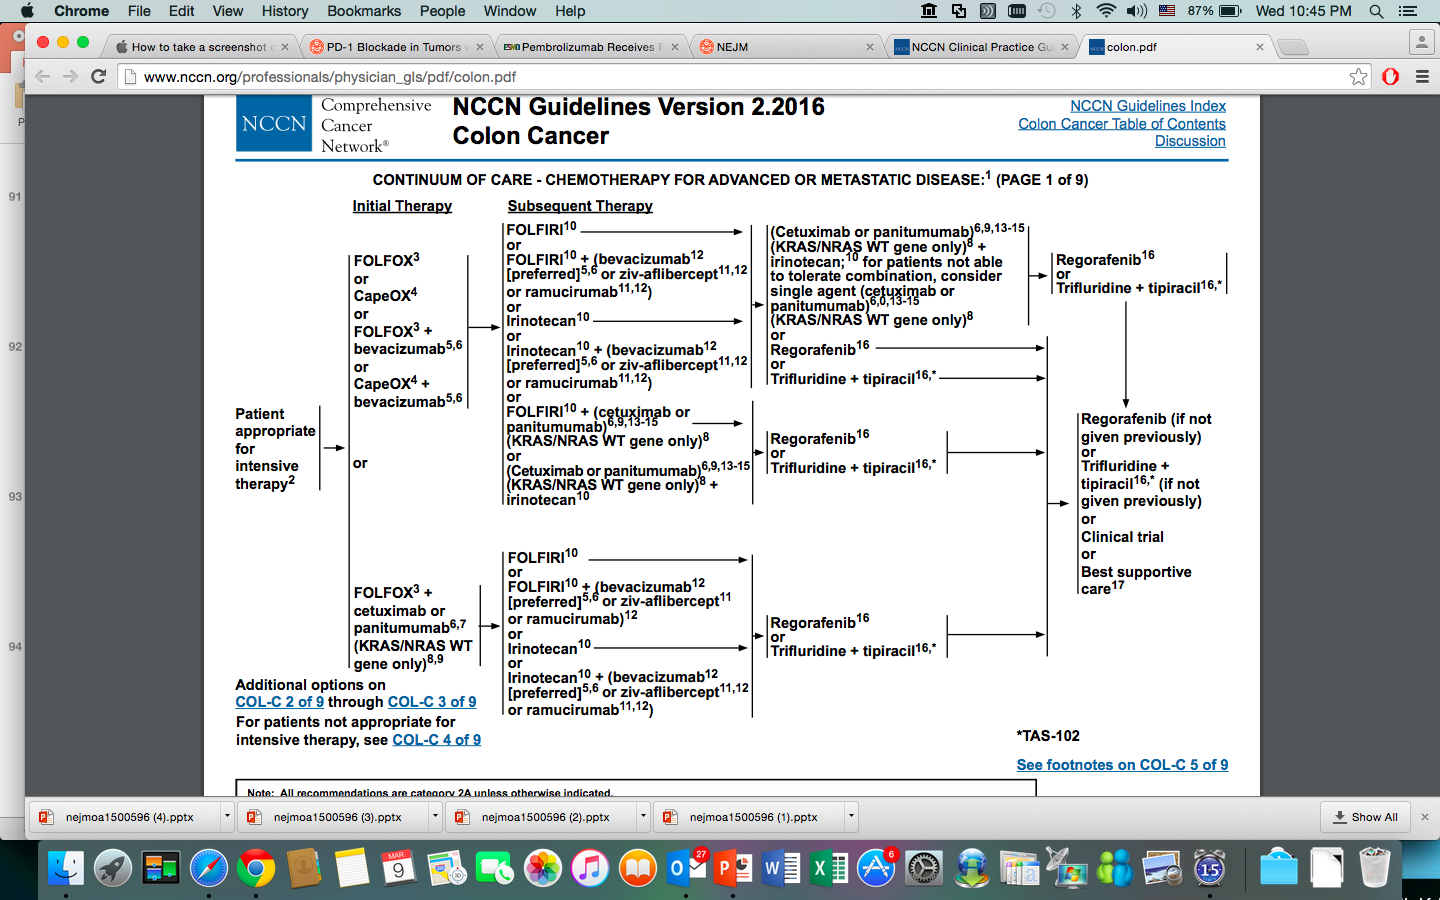 Chrome File Edit View History Bookmarks People Window Help 87% Wed 10:45 PM
How to take a screenshot o
PD-1 Blockade in Tumors w
Pembrolizumab Receives F
NEJM
NCCN Clinical Practice Gu
colon.pdf
www.nccn.org/professionals/physician_gls/pdf/colon.pdf
P
91
92
93
94
NCCN
Comprehensive
Cancer
Network®
NCCN Guidelines Version 2.2016
Colon Cancer
NCCN Guidelines Index
Colon Cancer Table of Contents
Discussion
CONTINUUM OF CARE - CHEMOTHERAPY FOR ADVANCED OR METASTATIC DISEASE:1 (PAGE 1 of 9)
Initial Therapy
Subsequent Therapy
Patient
appropriate
for
intensive
therapy2
FOLFOX3
or
CapeOX4
or
FOLFOX3 +
bevacizumab5,6
or
CapeOX4 +
bevacizumab5,6
or
FOLFOX3 +
cetuximab or
panitumumab6,7
(KRAS/NRAS WT
gene only)8,9
FOLFIRI10
or
FOLFIRI10 + (bevacizumab12
[preferred]5,6 or ziv-aflibercept11,12
or ramucirumab11,12)
or
Irinotecan10
or
Irinotecan10 + (bevacizumab12
[preferred]5,6 or ziv-aflibercept11,12
or ramucirumab11,12)
or
FOLFIRI10 + (cetuximab or
panitumumab)6,9,13-15
(KRAS/NRAS WT gene only)8
or
(Cetuximab or panitumumab)6,9,13-15
(KRAS/NRAS WT gene only)8 +
irinotecan10
FOLFIRI10
or
FOLFIRI10 + (bevacizumab12
[preferred]5,6 or ziv-aflibercept11
or ramucirumab)12
or
Irinotecan10
or
Irinotecan10 + (bevacizumab12
[preferred]5,6 or ziv-aflibercept11,12
or ramucirumab11,12)
(Cetuximab or panitumumab)6,9,13-15
(KRAS/NRAS WT gene only)8 +
irinotecan;10 for patients not able
to tolerate combination, consider
single agent (cetuximab or
panitumumab)6,0,13-15
(KRAS/NRAS WT gene only)8
or
Regorafenib16
or
Trifluridine + tipiracil16,*
Regorafenib16
or
Trifluridine + tipiracil16,*
Regorafenib16
or
Trifluridine + tipiracil16,*
Regorafenib16
or
Trifluridine + tipiracil16,*
Regorafenib (if not
given previously)
or
Trifluridine +
tipiracil16,* (if not
given previously)
or
Clinical trial
or
Best supportive
care17
Additional options on
COL-C 2 of 9 through COL-C 3 of 9
For patients not appropriate for
intensive therapy, see COL-C 4 of 9
*TAS-102
See footnotes on COL-C 5 of 9
Note: All recommendations are category 2A unless otherwise indicated.
nejmoa1500596 (4).pptx
nejmoa1500596 (3).pptx
nejmoa1500596 (2).pptx
nejmoa1500596 (1).pptx
Show All
MAR
9
27
6
15